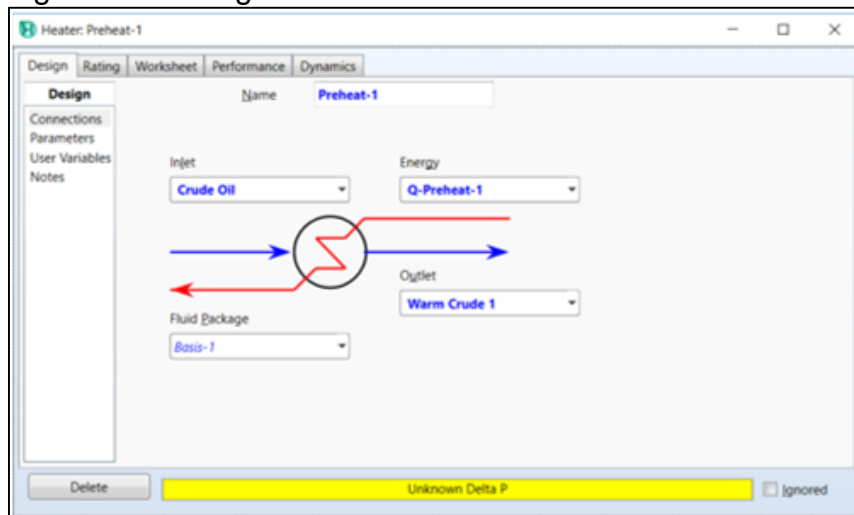 Heater: Preheat-1
Design Rating Worksheet Performance Dynamics
Design
Connections
Parameters
User Variables
Notes
Name Preheat-1
Inlet Energy
Crude Oil Q-Preheat-1
Outlet
Warm Crude 1
Fluid Package
Basis-1
Delete Unknown Delta P Ignored